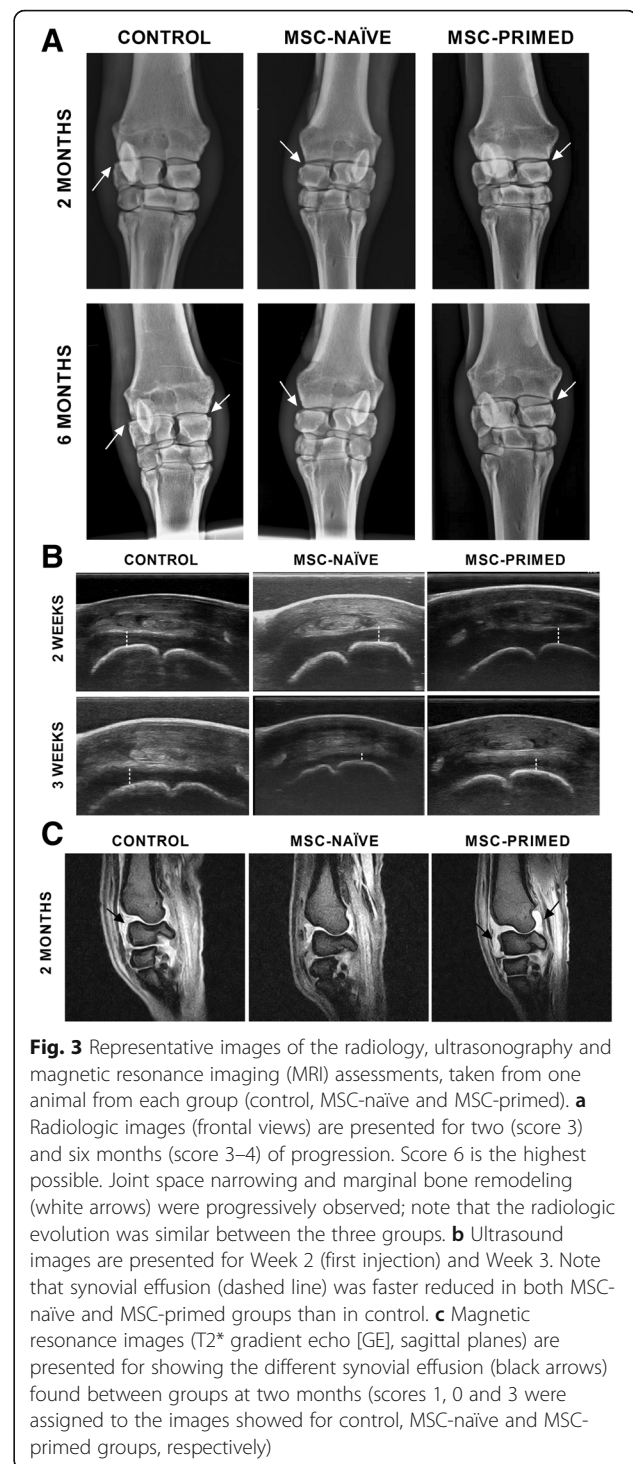 A
CONTROL MSC-NAÏVE MSC-PRIMED
2 MONTHS
6 MONTHS
B
CONTROL MSC-NAÏVE MSC-PRIMED
2 WEEKS
3 WEEKS
C
CONTROL MSC-NAÏVE MSC-PRIMED
2 MONTHS
Fig. 3 Representative images of the radiology, ultrasonography and
magnetic resonance imaging (MRI) assessments, taken from one
animal from each group (control, MSC-naïve and MSC-primed). a
Radiologic images (frontal views) are presented for two (score 3)
and six months (score 3–4) of progression. Score 6 is the highest
possible. Joint space narrowing and marginal bone remodeling
(white arrows) were progressively observed; note that the radiologic
evolution was similar between the three groups. b Ultrasound
images are presented for Week 2 (first injection) and Week 3. Note
that synovial effusion (dashed line) was faster reduced in both MSC-
naïve and MSC-primed groups than in control. c Magnetic
resonance images (T2* gradient echo [GE], sagittal planes) are
presented for showing the different synovial effusion (black arrows)
found between groups at two months (scores 1, 0 and 3 were
assigned to the images showed for control, MSC-naïve and MSC-
primed groups, respectively)